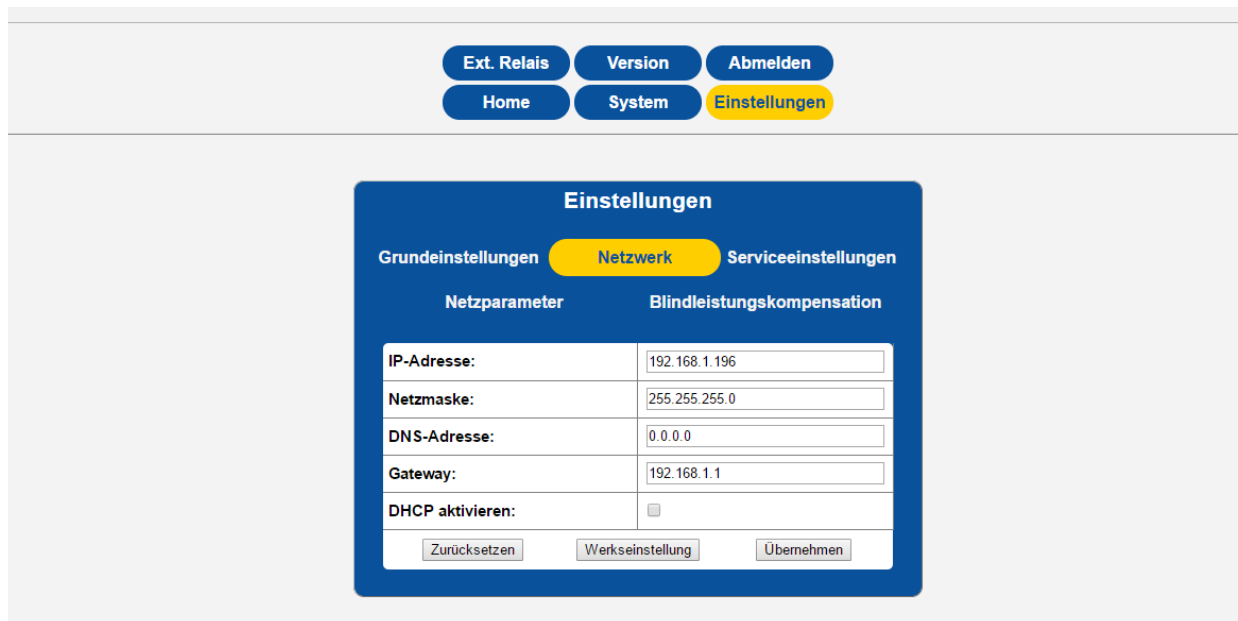 Ext. Relais Version Abmelden
Home System Einstellungen
Einstellungen
Grundeinstellungen Netzwerk Serviceeinstellungen
Netzparameter Blindleistungskompensation
IP-Adresse: 192.168.1.196
Netzmaske: 255.255.255.0
DNS-Adresse: 0.0.0.0
Gateway: 192.168.1.1
DHCP aktivieren:
Zurücksetzen Werkseinstellung Übernehmen